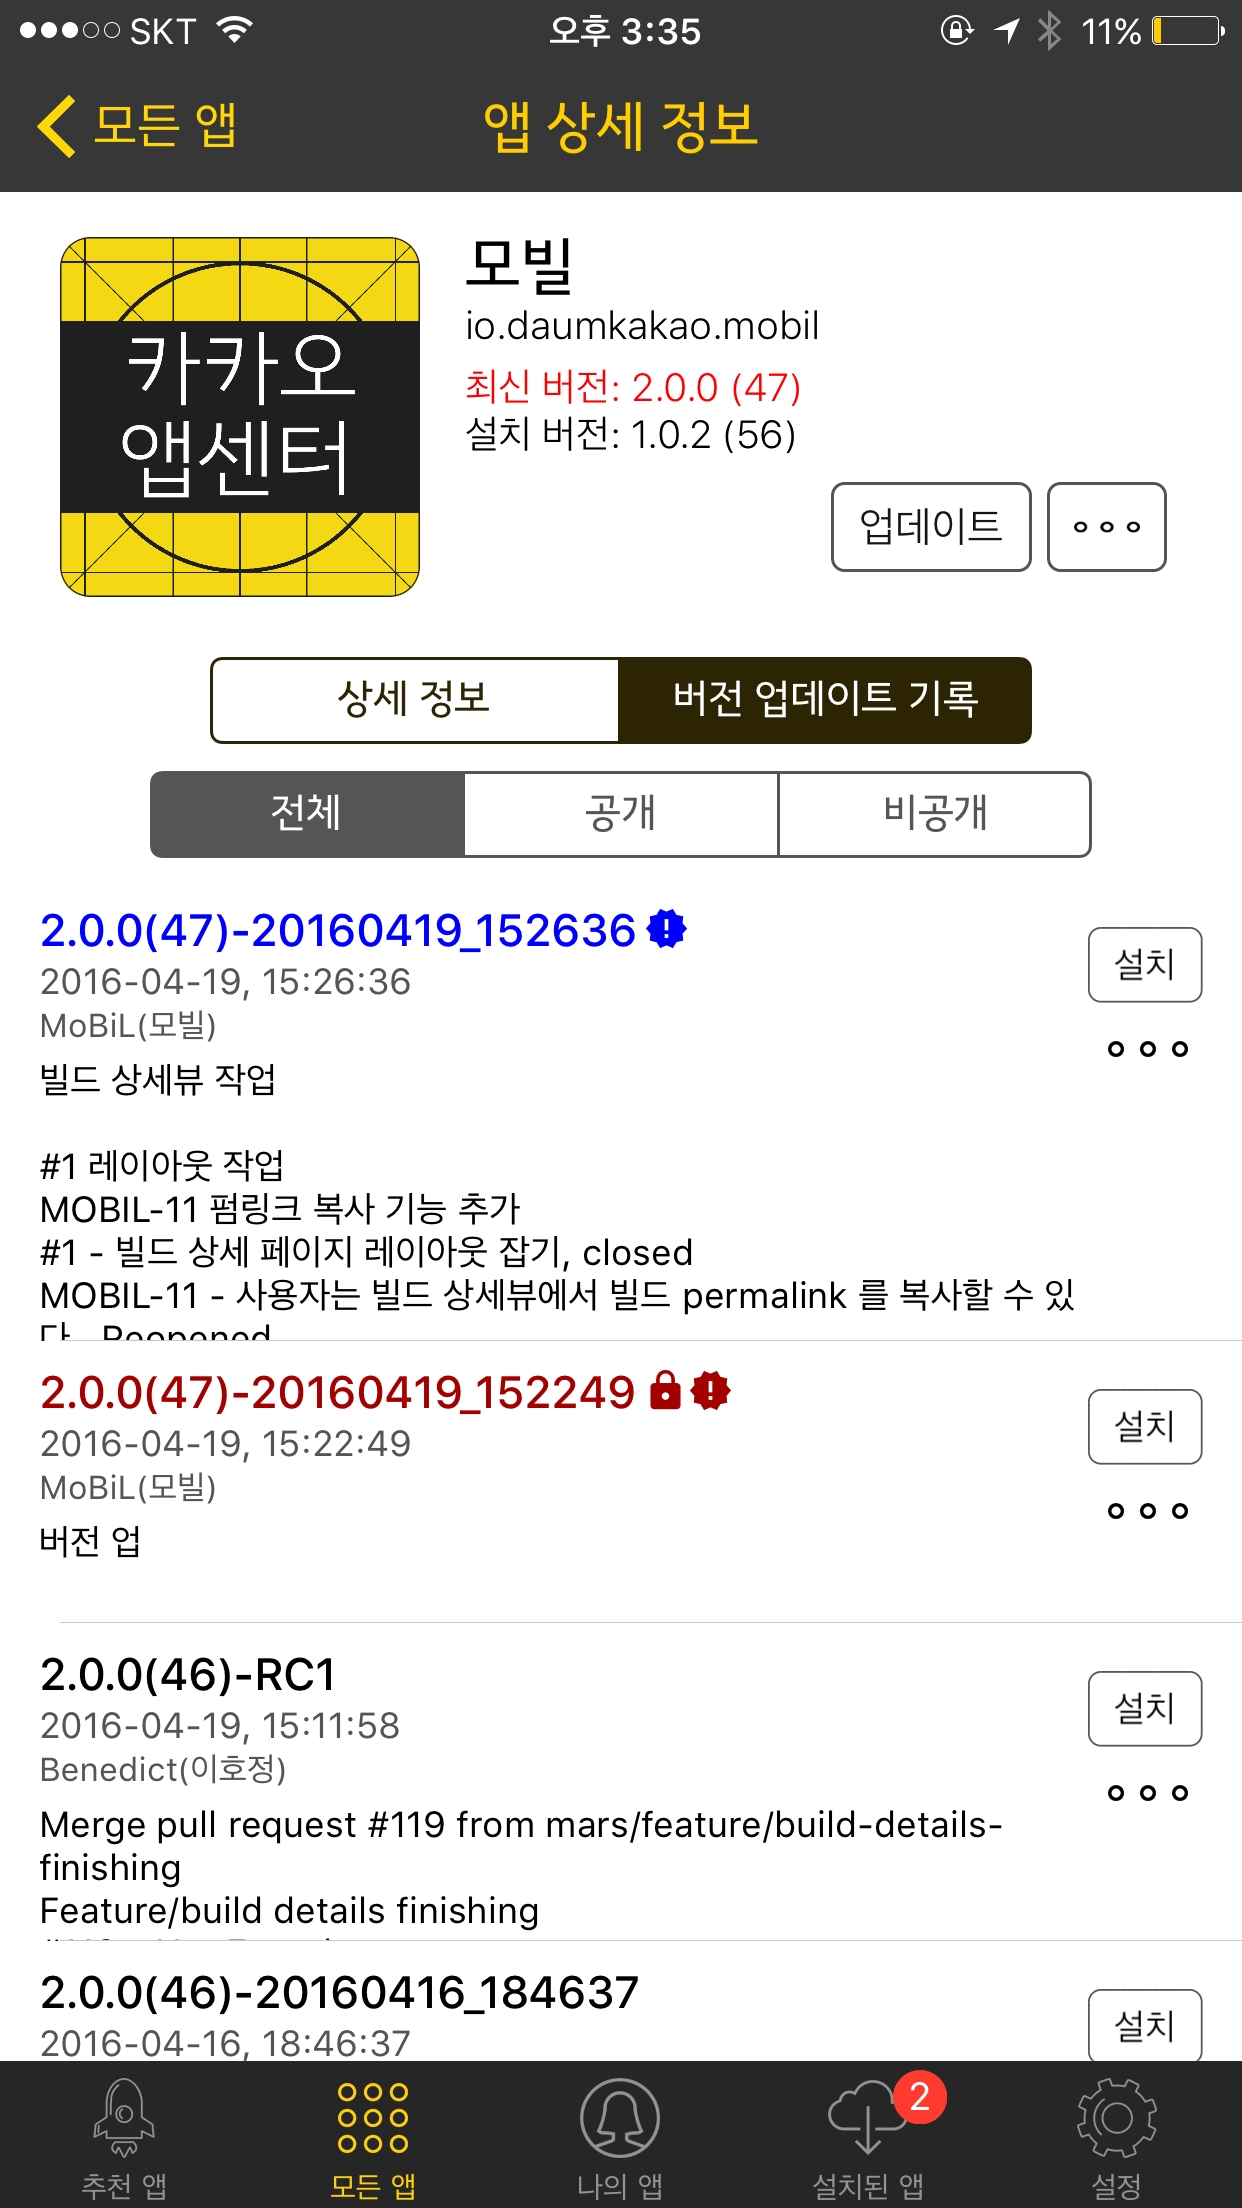 SKT 오후 3:35 11%
모든 앱 앱 상세 정보
카카오
앱센터
모빌
io.daumkakao.mobil
최신 버전: 2.0.0 (47)
설치 버전: 1.0.2 (56)
업데이트
상세 정보 버전 업데이트 기록
전체 공개 비공개
2.0.0(47)-20160419_152636
설치
2016-04-19, 15:26:36
MoBiL(모빌)
빌드 상세뷰 작업
#1 레이아웃 작업
MOBIL-11 펌링크 복사 기능 추가
#1 - 빌드 상세 페이지 레이아웃 잡기, closed
MOBIL-11 - 사용자는 빌드 상세뷰에서 빌드 permalink 를 복사할 수 있
다 Reopened
2.0.0(47)-20160419_152249
설치
2016-04-19, 15:22:49
MoBiL(모빌)
버전 업
2.0.0(46)-RC1
설치
2016-04-19, 15:11:58
Benedict(이호정)
Merge pull request #119 from mars/feature/build-details-
finishing
Feature/build details finishing
2.0.0(46)-20160416_184637
설치
2016-04-16, 18:46:37
2
추천 앱 모든 앱 나의 앱 설치된 앱 설정